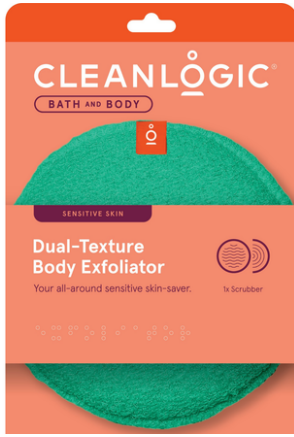 CLEANLOGIC®
BATH AND BODY
SENSITIVE SKIN
Dual-Texture
Body Exfoliator
Your all-around sensitive skin-saver.
1x Scrubber